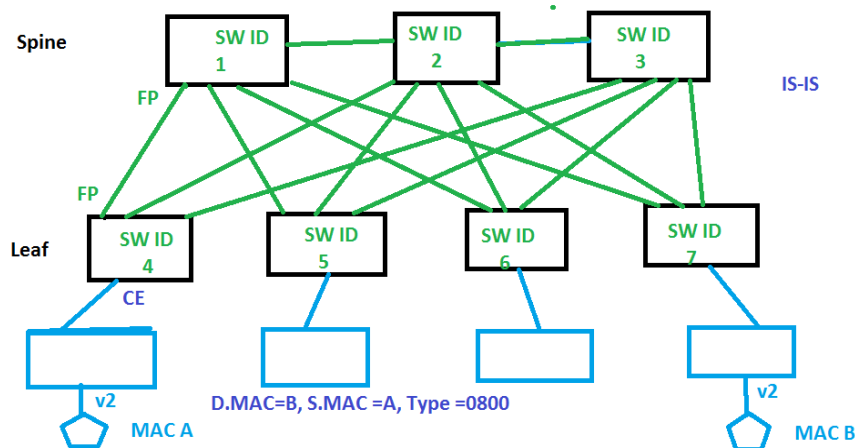 Spine
SW ID
1
SW ID
2
SW ID
3
FP
IS-IS
FP
Leaf
SW ID
4
SW ID
5
SW ID
6
SW ID
7
CE
v2
v2
D.MAC=B, S.MAC =A, Type =0800
MAC A
MAC B